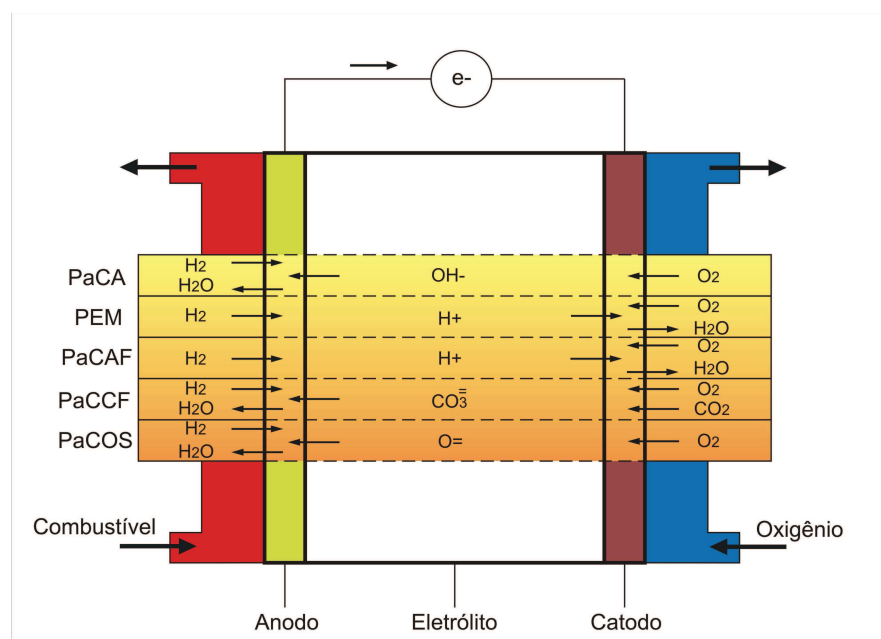 e-
PaCA
H2
H2O
OH-
O2
PEM
H2
H+
O2
H2O
PaCAF
H2
H+
O2
H2O
PaCCF
H2
H2O
CO3=
O2
CO2
PaCOS
H2
H2O
O=
O2
Combustível
Oxigênio
Anodo
Eletrólito
Catodo